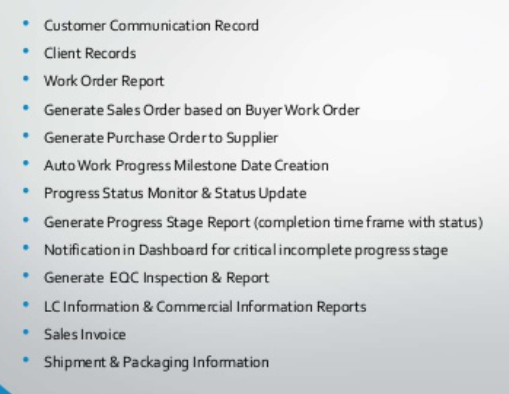 Customer Communication Record
Client Records
Work Order Report
Generate Sales Order based on Buyer Work Order
Generate Purchase Order to Supplier
Auto Work Progress Milestone Date Creation
Progress Status Monitor & Status Update
Generate Progress Stage Report (completion time frame with status)
Notification in Dashboard for critical incomplete progress stage
Generate EQC Inspection & Report
LC Information & Commercial Information Reports
Sales Invoice
Shipment & Packaging Information